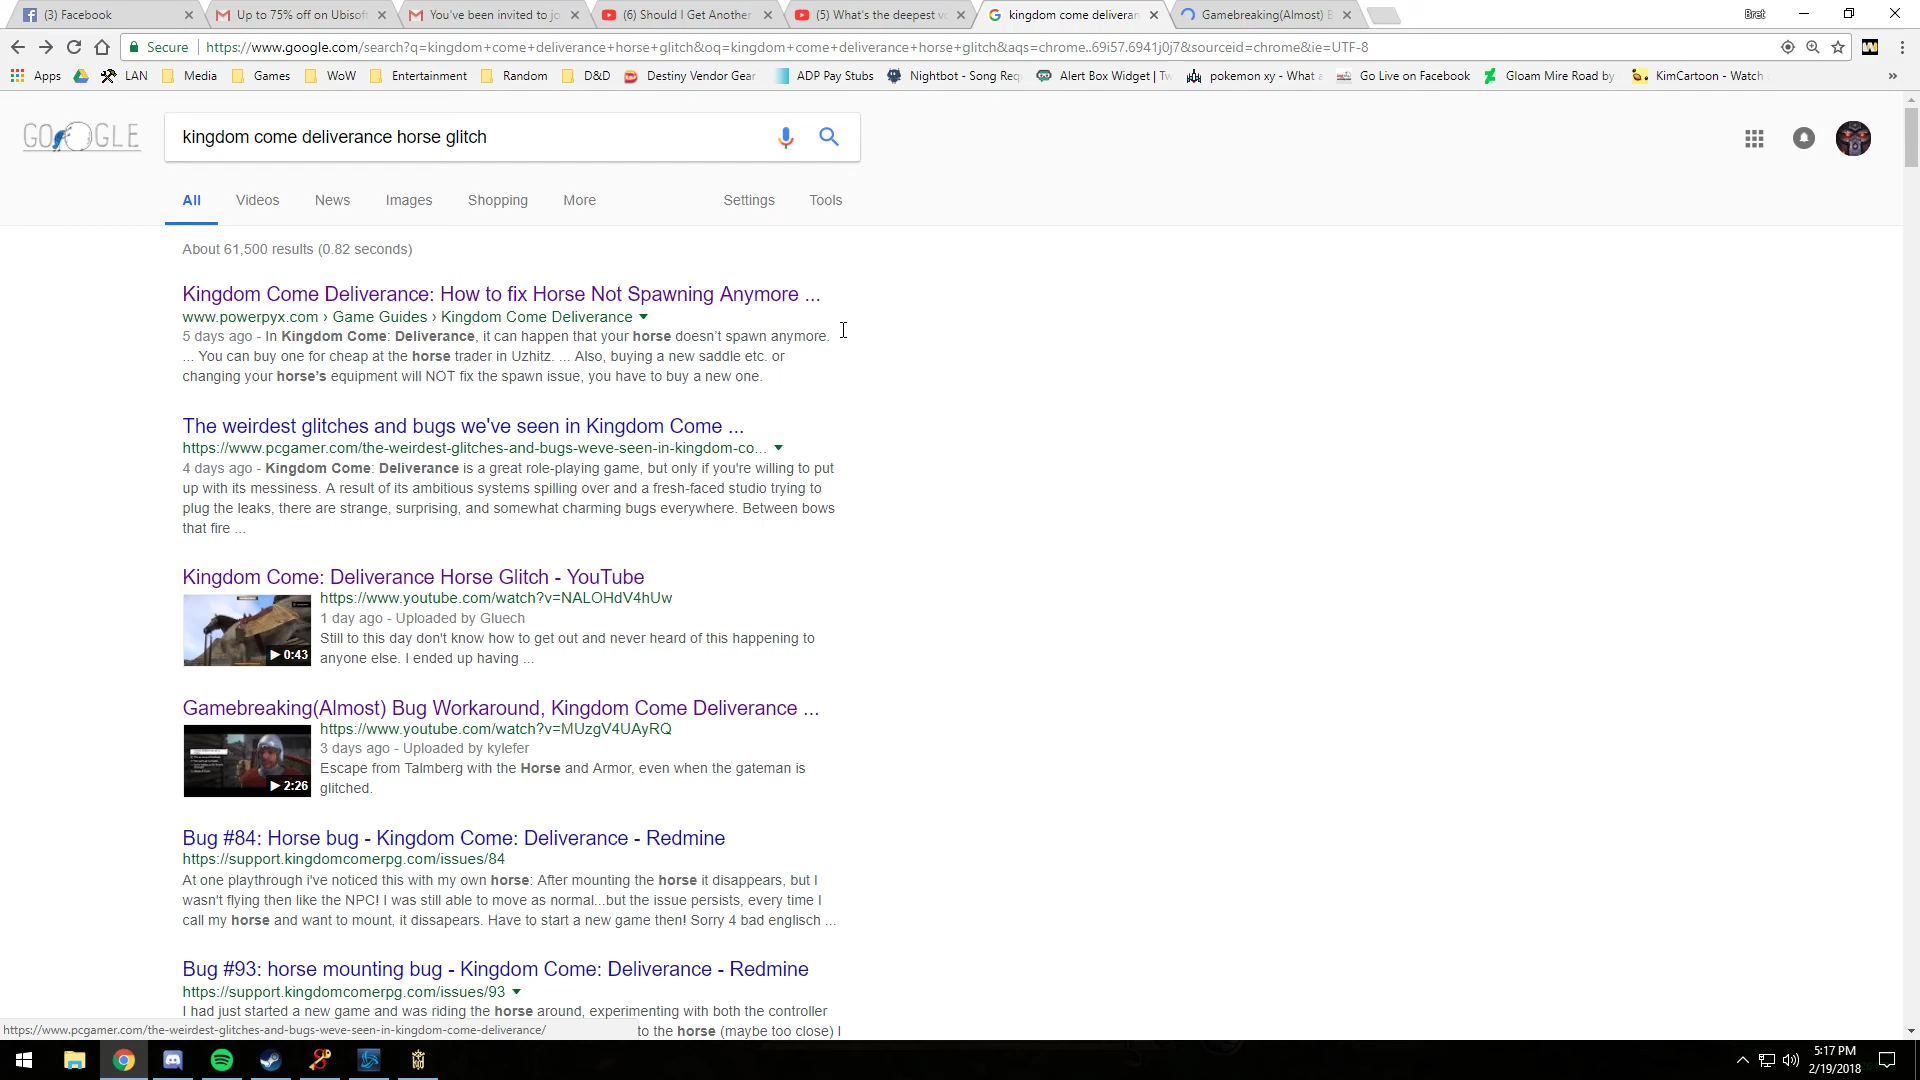 (3) Facebook
Up to 75% off on Ubisof
You've been invited to jo
(6) Should I Get Another
(5) What's the deepest vo
kingdom come deliveran
Gamebreaking(Almost) B
Bret
Secure
https://www.google.com/search?q=kingdom+come+deliverance+horse+glitch&oq=kingdom+come+deliverance+horse+glitch&aqs=chrome..69i57.6941j0j7&sourceid=chrome&ie=UTF-8
Apps
LAN
Media
Games
WoW
Entertainment
Random
D&D
Destiny Vendor Gear
ADP Pay Stubs
Nightbot - Song Req
Alert Box Widget | Tw
pokemon xy - What a
Go Live on Facebook
Gloam Mire Road by
KimCartoon - Watch
»
GOOGLE
kingdom come deliverance horse glitch
All
Videos
News
Images
Shopping
More
Settings
Tools
About 61,500 results (0.82 seconds)
Kingdom Come Deliverance: How to fix Horse Not Spawning Anymore ...
www.powerpyx.com › Game Guides › Kingdom Come Deliverance
5 days ago - In Kingdom Come: Deliverance, it can happen that your horse doesn't spawn anymore.
... You can buy one for cheap at the horse trader in Uzhitz. ... Also, buying a new saddle etc. or
changing your horse's equipment will NOT fix the spawn issue, you have to buy a new one.
The weirdest glitches and bugs we've seen in Kingdom Come ...
https://www.pcgamer.com/the-weirdest-glitches-and-bugs-weve-seen-in-kingdom-co...
4 days ago - Kingdom Come: Deliverance is a great role-playing game, but only if you're willing to put
up with its messiness. A result of its ambitious systems spilling over and a fresh-faced studio trying to
plug the leaks, there are strange, surprising, and somewhat charming bugs everywhere. Between bows
that fire ...
Kingdom Come: Deliverance Horse Glitch - YouTube
https://www.youtube.com/watch?v=NALOHdV4hUw
1 day ago - Uploaded by Gluech
Still to this day don't know how to get out and never heard of this happening to
anyone else. I ended up having ...
0:43
Gamebreaking(Almost) Bug Workaround, Kingdom Come Deliverance ...
https://www.youtube.com/watch?v=MUzgV4UAyRQ
3 days ago - Uploaded by kylefer
Escape from Talmberg with the Horse and Armor, even when the gateman is
glitched.
2:26
Bug #84: Horse bug - Kingdom Come: Deliverance - Redmine
https://support.kingdomcomerpg.com/issues/84
At one playthrough i've noticed this with my own horse: After mounting the horse it disappears, but I
wasn't flying then like the NPC! I was still able to move as normal...but the issue persists, every time I
call my horse and want to mount, it dissapears. Have to start a new game then! Sorry 4 bad englisch ...
Bug #93: horse mounting bug - Kingdom Come: Deliverance - Redmine
https://support.kingdomcomerpg.com/issues/93
I had just started a new game and was riding the horse around, experimenting with both the controller
to the horse (maybe too close) I
https://www.pcgamer.com/the-weirdest-glitches-and-bugs-weve-seen-in-kingdom-come-deliverance/
5:17 PM
2/19/2018